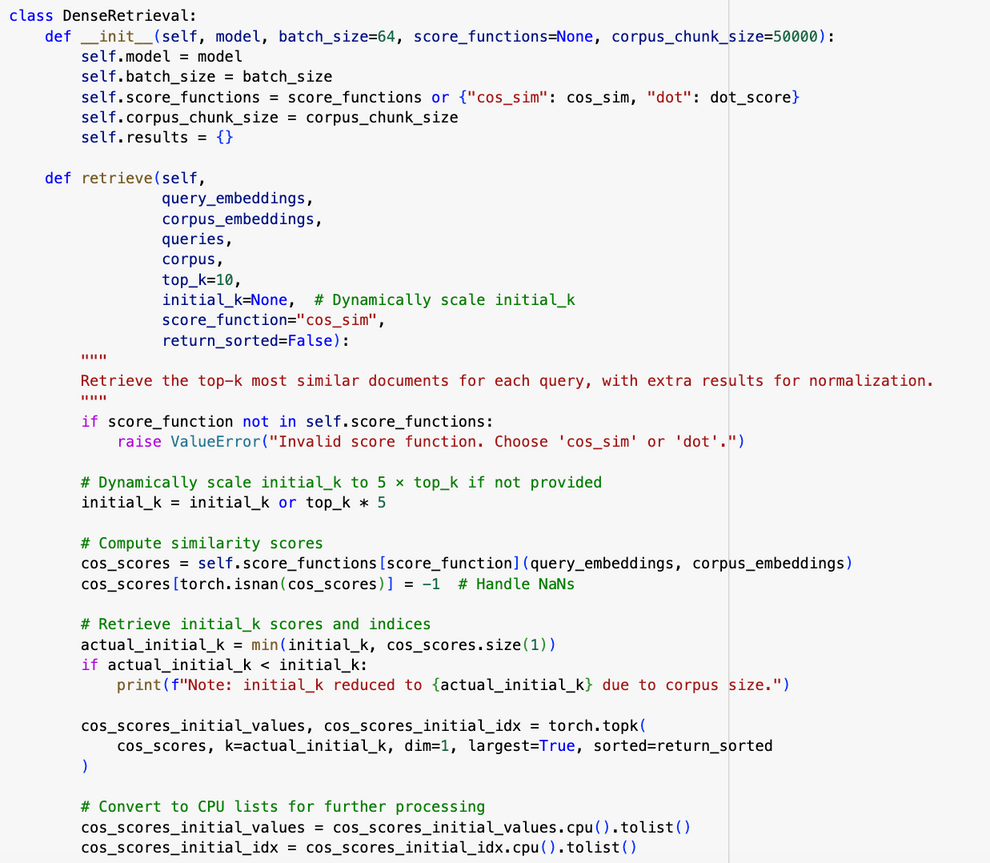 class DenseRetrieval:
    def __init__(self, model, batch_size=64, score_functions=None, corpus_chunk_size=50000):
        self.model = model
        self.batch_size = batch_size
        self.score_functions = score_functions or {"cos_sim": cos_sim, "dot": dot_score}
        self.corpus_chunk_size = corpus_chunk_size
        self.results = {}

    def retrieve(self,
                 query_embeddings,
                 corpus_embeddings,
                 queries,
                 corpus,
                 top_k=10,
                 initial_k=None,  # Dynamically scale initial_k
                 score_function="cos_sim",
                 return_sorted=False):
        """
        Retrieve the top-k most similar documents for each query, with extra results for normalization.
        """
        if score_function not in self.score_functions:
            raise ValueError("Invalid score function. Choose 'cos_sim' or 'dot'.")

        # Dynamically scale initial_k to 5 × top_k if not provided
        initial_k = initial_k or top_k * 5

        # Compute similarity scores
        cos_scores = self.score_functions[score_function](query_embeddings, corpus_embeddings)
        cos_scores[torch.isnan(cos_scores)] = -1  # Handle NaNs

        # Retrieve initial_k scores and indices
        actual_initial_k = min(initial_k, cos_scores.size(1))
        if actual_initial_k < initial_k:
            print(f"Note: initial_k reduced to {actual_initial_k} due to corpus size.")

        cos_scores_initial_values, cos_scores_initial_idx = torch.topk(
            cos_scores, k=actual_initial_k, dim=1, largest=True, sorted=return_sorted
        )

        # Convert to CPU lists for further processing
        cos_scores_initial_values = cos_scores_initial_values.cpu().tolist()
        cos_scores_initial_idx = cos_scores_initial_idx.cpu().tolist()